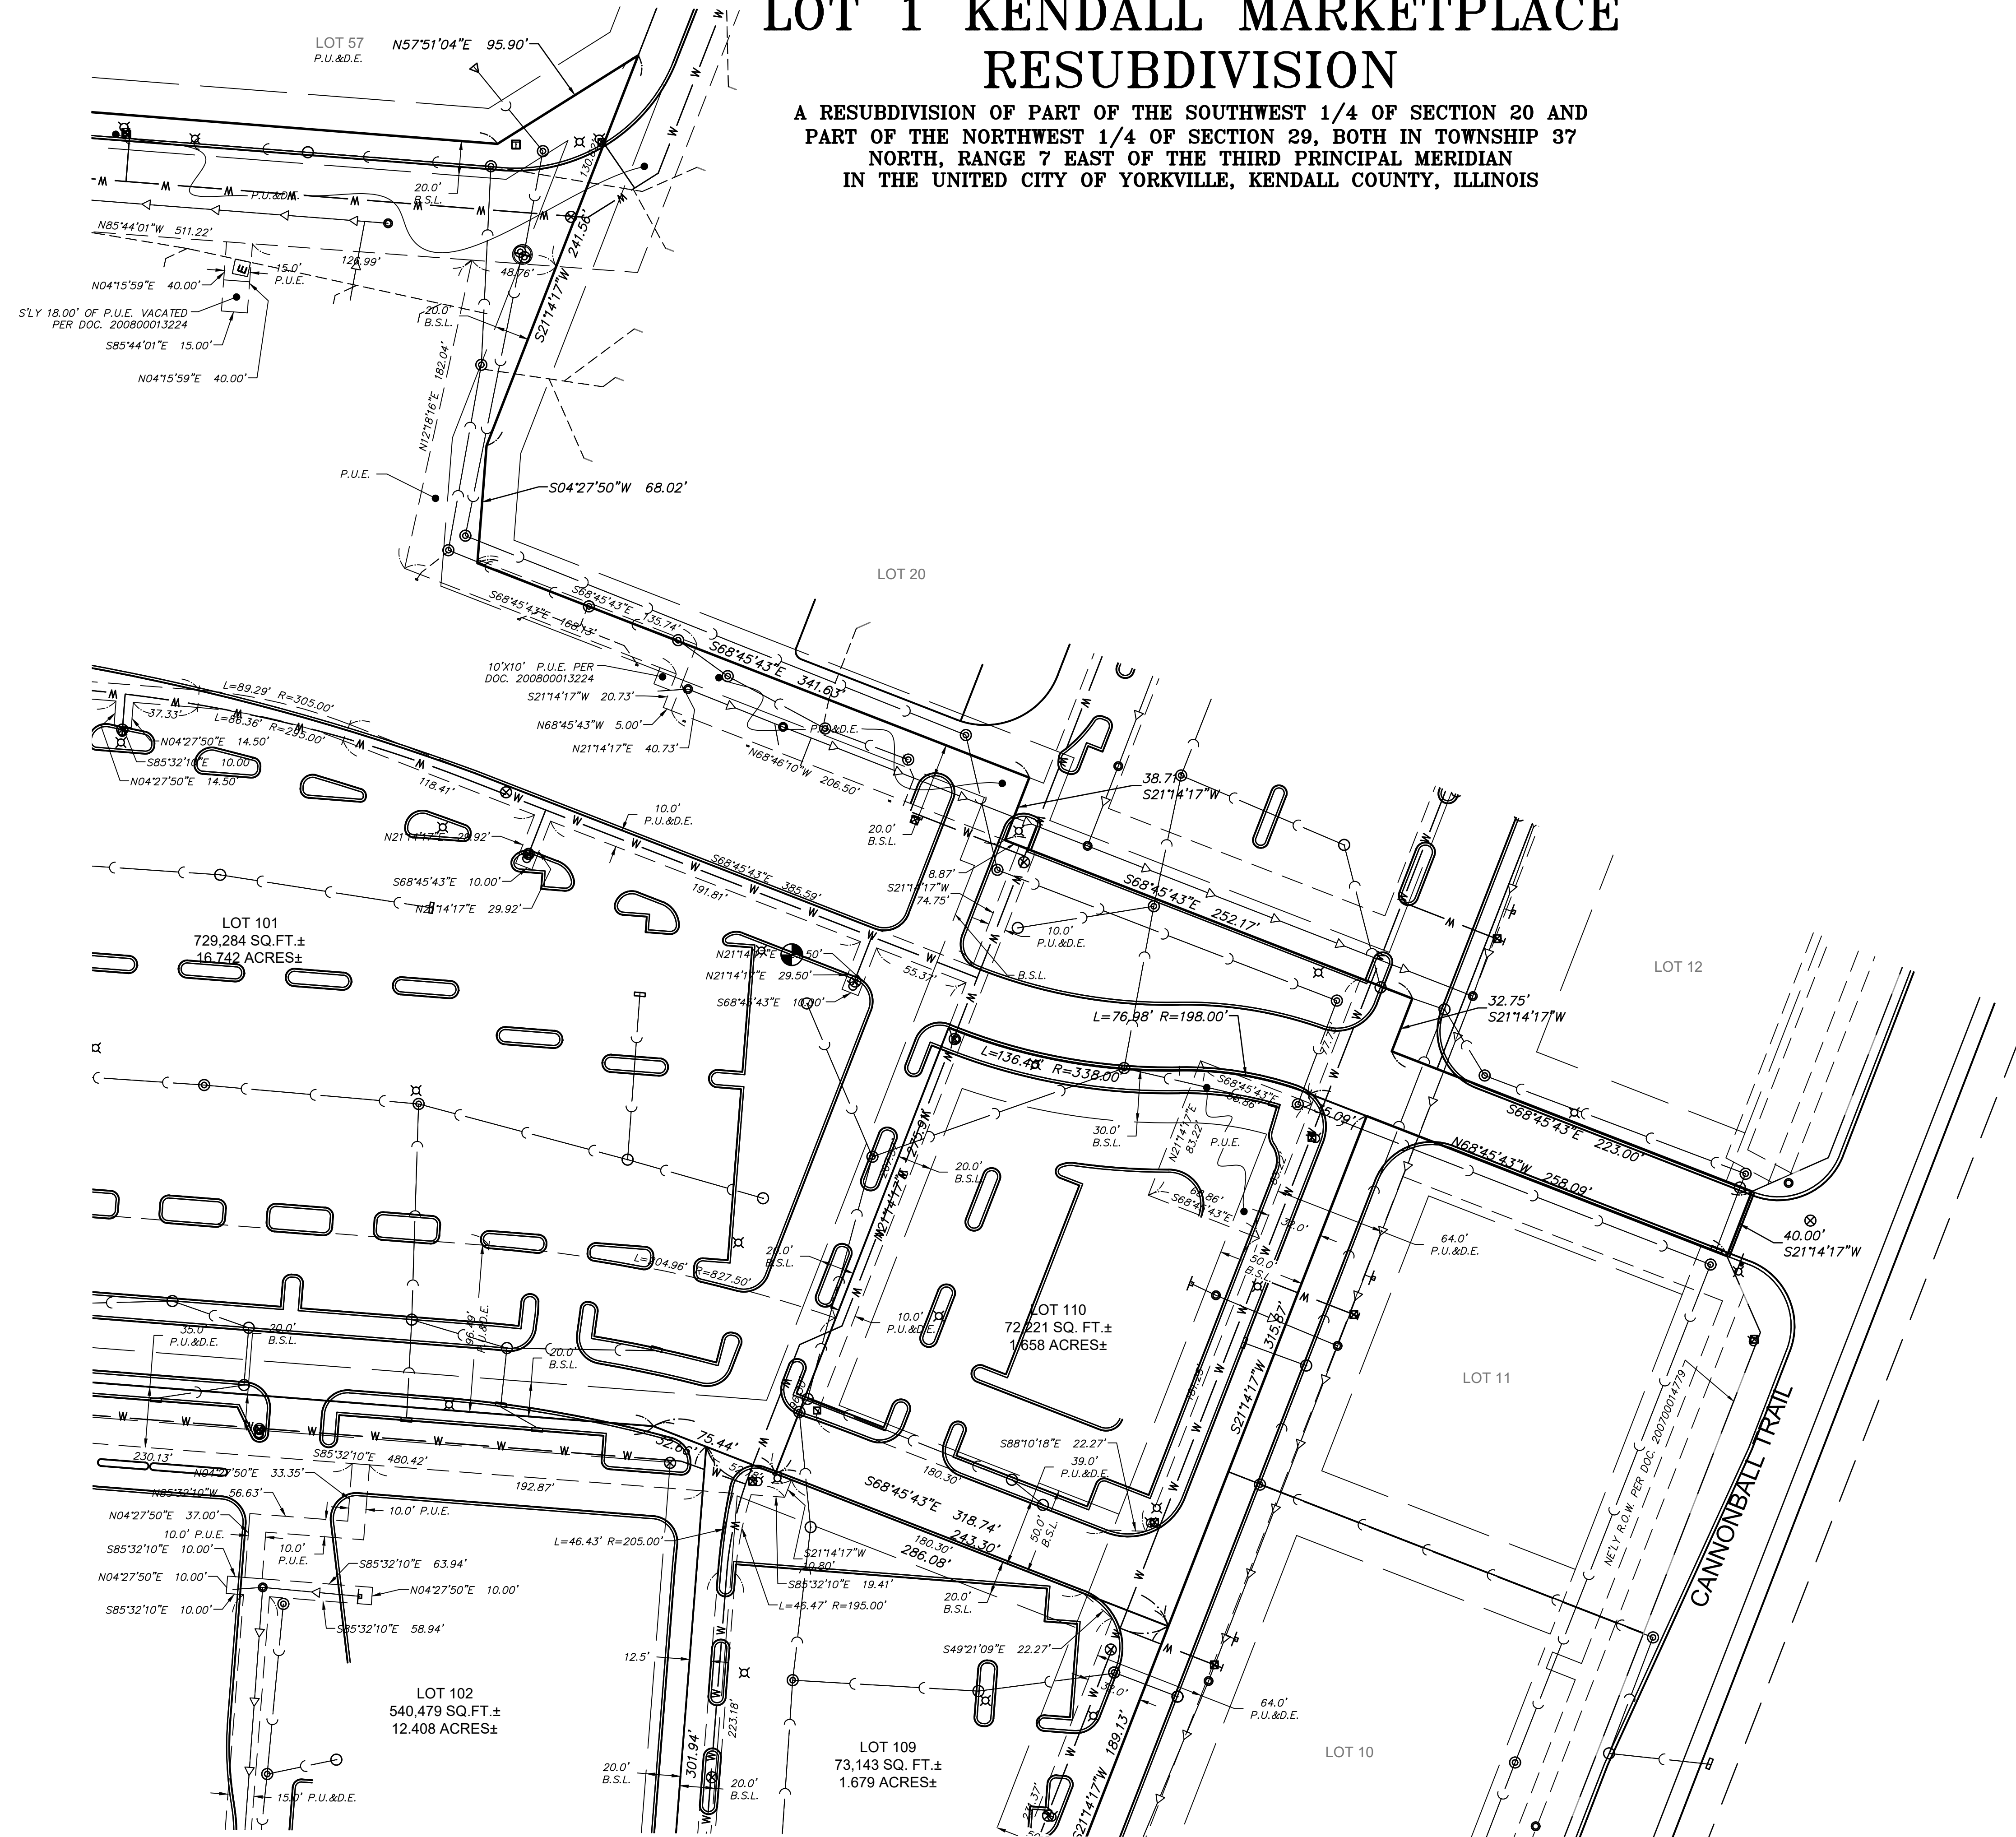 LOT 1 KENDALL MARKETPLACE
RESUBDIVISION
A RESUBDIVISION OF PART OF THE SOUTHWEST 1/4 OF SECTION 20 AND
PART OF THE NORTHWEST 1/4 OF SECTION 29, BOTH IN TOWNSHIP 37
NORTH, RANGE 7 EAST OF THE THIRD PRINCIPAL MERIDIAN
IN THE UNITED CITY OF YORKVILLE, KENDALL COUNTY, ILLINOIS
LOT 57
P.U.&D.E.
N57°51'04"E 95.90'
20.0'
B.S.L.
P.U.&D.E.
241.56'
S21°14'17"W
N85°44'01"W 511.22'
126.99'
48.76'
E
15.0'
P.U.E.
N04°15'59"E 40.00'
S'LY 18.00' OF P.U.E. VACATED
PER DOC. 200800013224
S85°44'01"E 15.00'
N04°15'59"E 40.00'
20.0'
B.S.L.
N12°18'16"E 182.04'
P.U.E.
S04°27'50"W 68.02'
LOT 20
S68°45'43"E 168.13'
S68°45'43"E 135.74'
S68°45'43"E 341.63'
10'X10' P.U.E. PER
DOC. 200800013224
S21°14'17"W 20.73'
N68°45'43"W 5.00'
N21°14'17"E 40.73'
P.U.&D.E.
N68°46'10"W 206.50'
L=89.29' R=305.00'
L=86.36' R=295.00'
37.33'
N04°27'50"E 14.50'
S85°32'10"E 10.00'
N04°27'50"E 14.50'
118.41'
10.0'
P.U.&D.E.
N21°14'17"E 29.92'
S68°45'43"E 10.00'
N21°14'17"E 29.92'
S68°45'43"E 385.59'
191.81'
20.0'
B.S.L.
38.71'
S21°14'17"W
8.87'
S21°14'17"W
74.75'
10.0'
P.U.&D.E.
B.S.L.
S68°45'43"E 252.17'
LOT 12
32.75'
S21°14'17"W
LOT 101
729,284 SQ.FT.±
16.742 ACRES±
N21°14'17"E 29.50'
S68°45'43"E 10.00'
55.37'
L=76.98' R=198.00'
R=338.00'
S68°45'43"E
N21°14'17"E
83.22'
P.U.E.
30.0'
B.S.L.
20.0'
B.S.L.
S68°45'43"E
S68°45'43"E 223.00'
N68°45'43"W 258.09'
40.00'
S21°14'17"W
64.0'
P.U.&D.E.
50.0'
B.S.L.
B.S.L.
10.0'
P.U.&D.E.
LOT 110
72,221 SQ. FT.±
1.658 ACRES±
S21°14'17"W 315.87'
LOT 11
NE'LY R.O.W. PER DOC. 200700014779
CANNONBALL TRAIL
R=827.50'
96.49'
P.U.&D.E.
35.0'
P.U.&D.E.
20.0'
B.S.L.
20.0'
B.S.L.
230.13'
S85°32'10"E 480.42'
192.87'
75.44'
N04°27'50"E 33.35'
N85°32'10"W 56.63'
N04°27'50"E 37.00'
10.0' P.U.E.
10.0' P.U.E.
10.0'
P.U.E.
S85°32'10"E 10.00'
N04°27'50"E 10.00'
S85°32'10"E 10.00'
S85°32'10"E 63.94'
N04°27'50"E 10.00'
S85°32'10"E 58.94'
180.30'
S88°10'18"E 22.27'
39.0'
P.U.&D.E.
S68°45'43"E 318.74'
243.30'
180.30'
286.08'
50.0'
B.S.L.
L=46.43' R=205.00'
S21°14'17"W
10.80'
S85°32'10"E 19.41'
L=46.47' R=195.00'
20.0'
B.S.L.
S49°21'09"E 22.27'
12.5'
223.18'
301.94'
20.0'
B.S.L.
20.0'
B.S.L.
LOT 102
540,479 SQ.FT.±
12.408 ACRES±
15.0' P.U.&D.E.
LOT 109
73,143 SQ. FT.±
1.679 ACRES±
64.0'
P.U.&D.E.
S21°14'17"W 189.13'
LOT 10